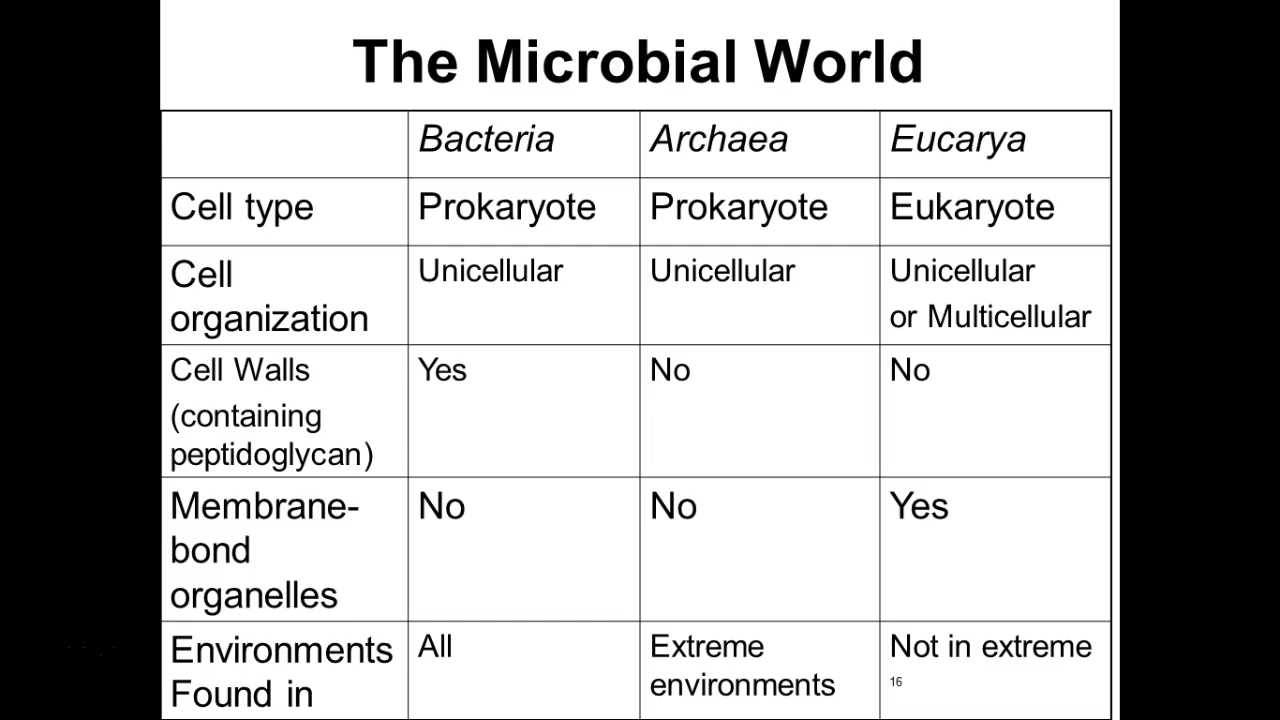 The Microbial World
Bacteria Archaea Eucarya
Cell type Prokaryote Prokaryote Eukaryote
Cell Unicellular Unicellular Unicellular
organization or Multicellular
Cell Walls Yes No No
(containing
peptidoglycan)
Membrane- No No Yes
bond
organelles
Environments All Extreme Not in extreme
Found in environments 16